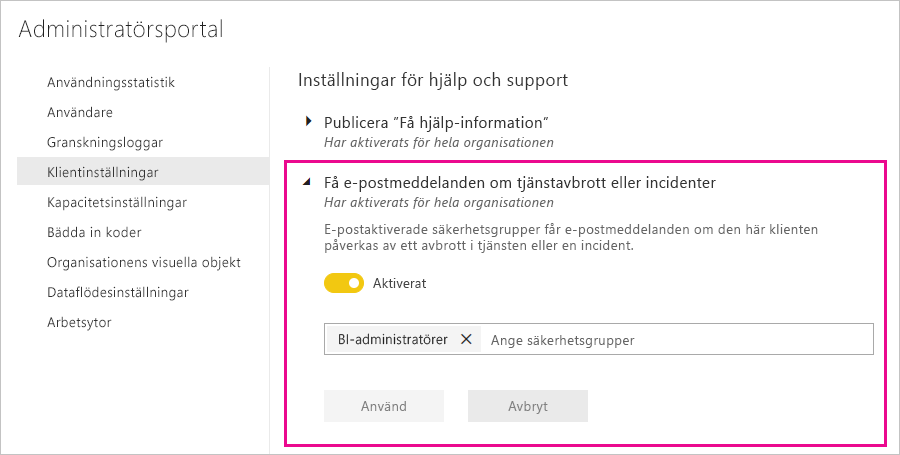 Administratörsportal
Användningsstatistik
Användare
Granskningsloggar
Klientinställningar
Kapacitetsinställningar
Bädda in koder
Organisationens visuella objekt
Dataflödesinställningar
Arbetsytor
Inställningar för hjälp och support
Publicera ”Få hjälp-information”
Har aktiverats för hela organisationen
Få e-postmeddelanden om tjänstavbrott eller incidenter
Har aktiverats för hela organisationen
E-postaktiverade säkerhetsgrupper får e-postmeddelanden om den här klienten
påverkas av ett avbrott i tjänsten eller en incident.
Aktiverat
BI-administratörer Ange säkerhetsgrupper
Använd Avbryt